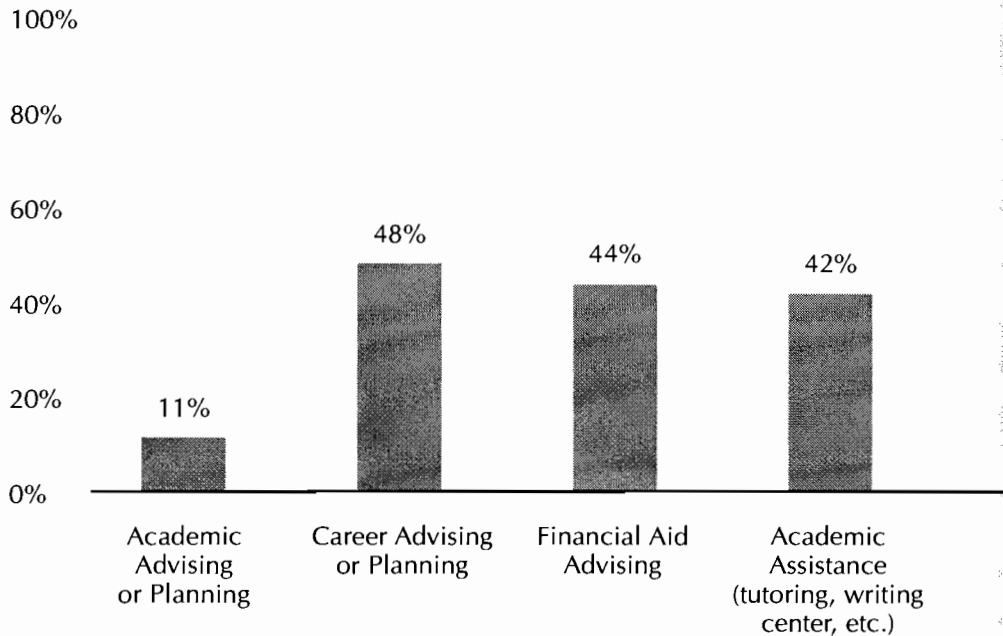 100%
80%
60%
40%
20%
0%
11%
48%
44%
42%
Academic
Advising
or Planning
Career Advising
or Planning
Financial Aid
Advising
Academic
Assistance
(tutoring, writing
center, etc.)